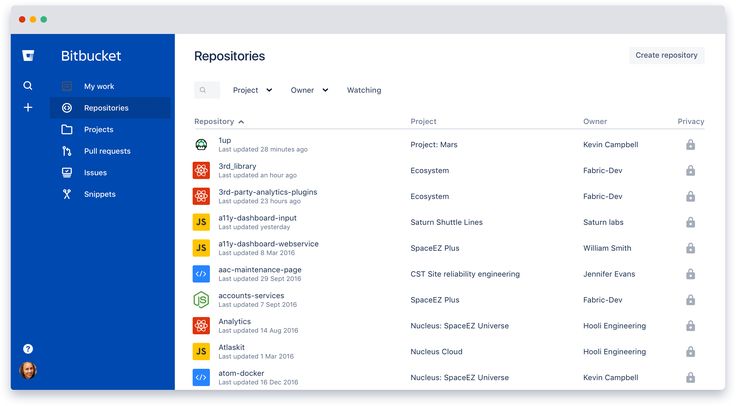 Bitbucket
My work
Repositories
Projects
Pull requests
Issues
Snippets
?
Repositories
Create repository
Project
Owner
Watching
Repository Project Owner Privacy
1up
Last updated 28 minutes ago
Project: Mars
Kevin Campbell
3rd_library
Last updated an hour ago
Ecosystem
Fabric-Dev
3rd-party-analytics-plugins
Last updated 23 hours ago
Ecosystem
Fabric-Dev
JS
a11y-dashboard-input
Last updated yesterday
Saturn Shuttle Lines
Saturn labs
JS
a11y-dashboard-webservice
Last updated 8 Mar 2016
SpaceEZ Plus
William Smith
</>
aac-maintenance-page
Last updated 29 Sept 2016
CST Site reliability engineering
Jennifer Evans
JS
accounts-services
Last updated 7 Sept 2016
SpaceEZ Plus
Fabric-Dev
Analytics
Last updated 14 Aug 2016
Nucleus: SpaceEZ Universe
Hooli Engineering
JS
Atlaskit
Last updated 1 Mar 2016
Nucleus Cloud
Hooli Engineering
</>
atom-docker
Last updated 16 Dec 2016
Nucleus: SpaceEZ Universe
Kevin Campbell